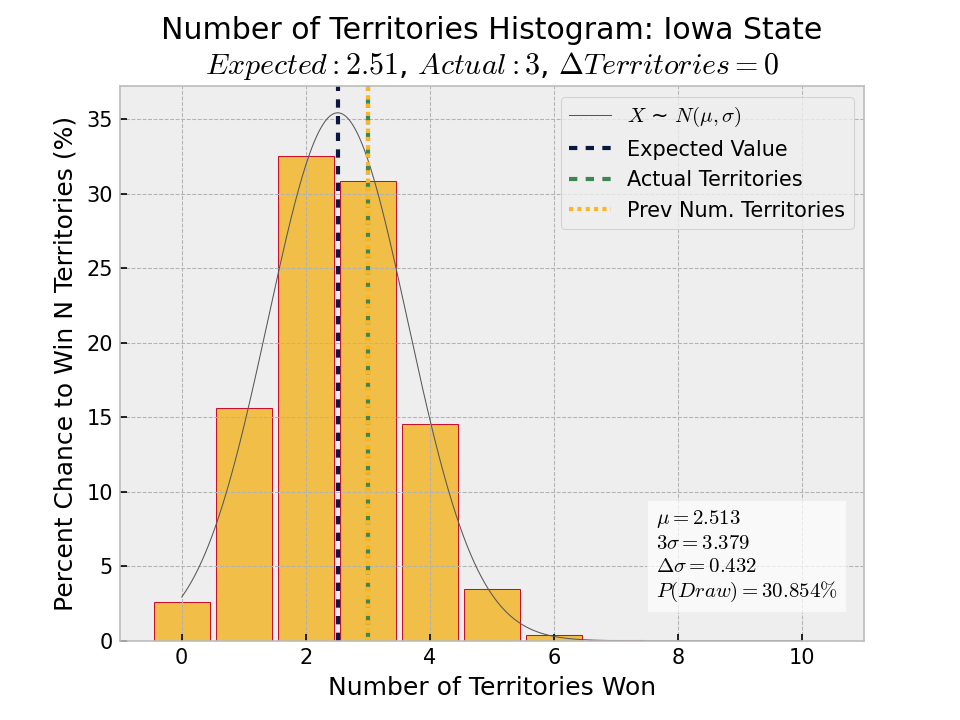 Number of Territories Histogram: Iowa State
Expected : 2.51, Actual : 3, ΔTerritories = 0
Percent Chance to Win N Territories (%)
35
30
25
20
15
10
5
0
X ∼ N(μ, σ)
Expected Value
Actual Territories
Prev Num. Territories
μ = 2.513
3σ = 3.379
Δσ = 0.432
P(Draw) = 30.854%
0 2 4 6 8 10
Number of Territories Won